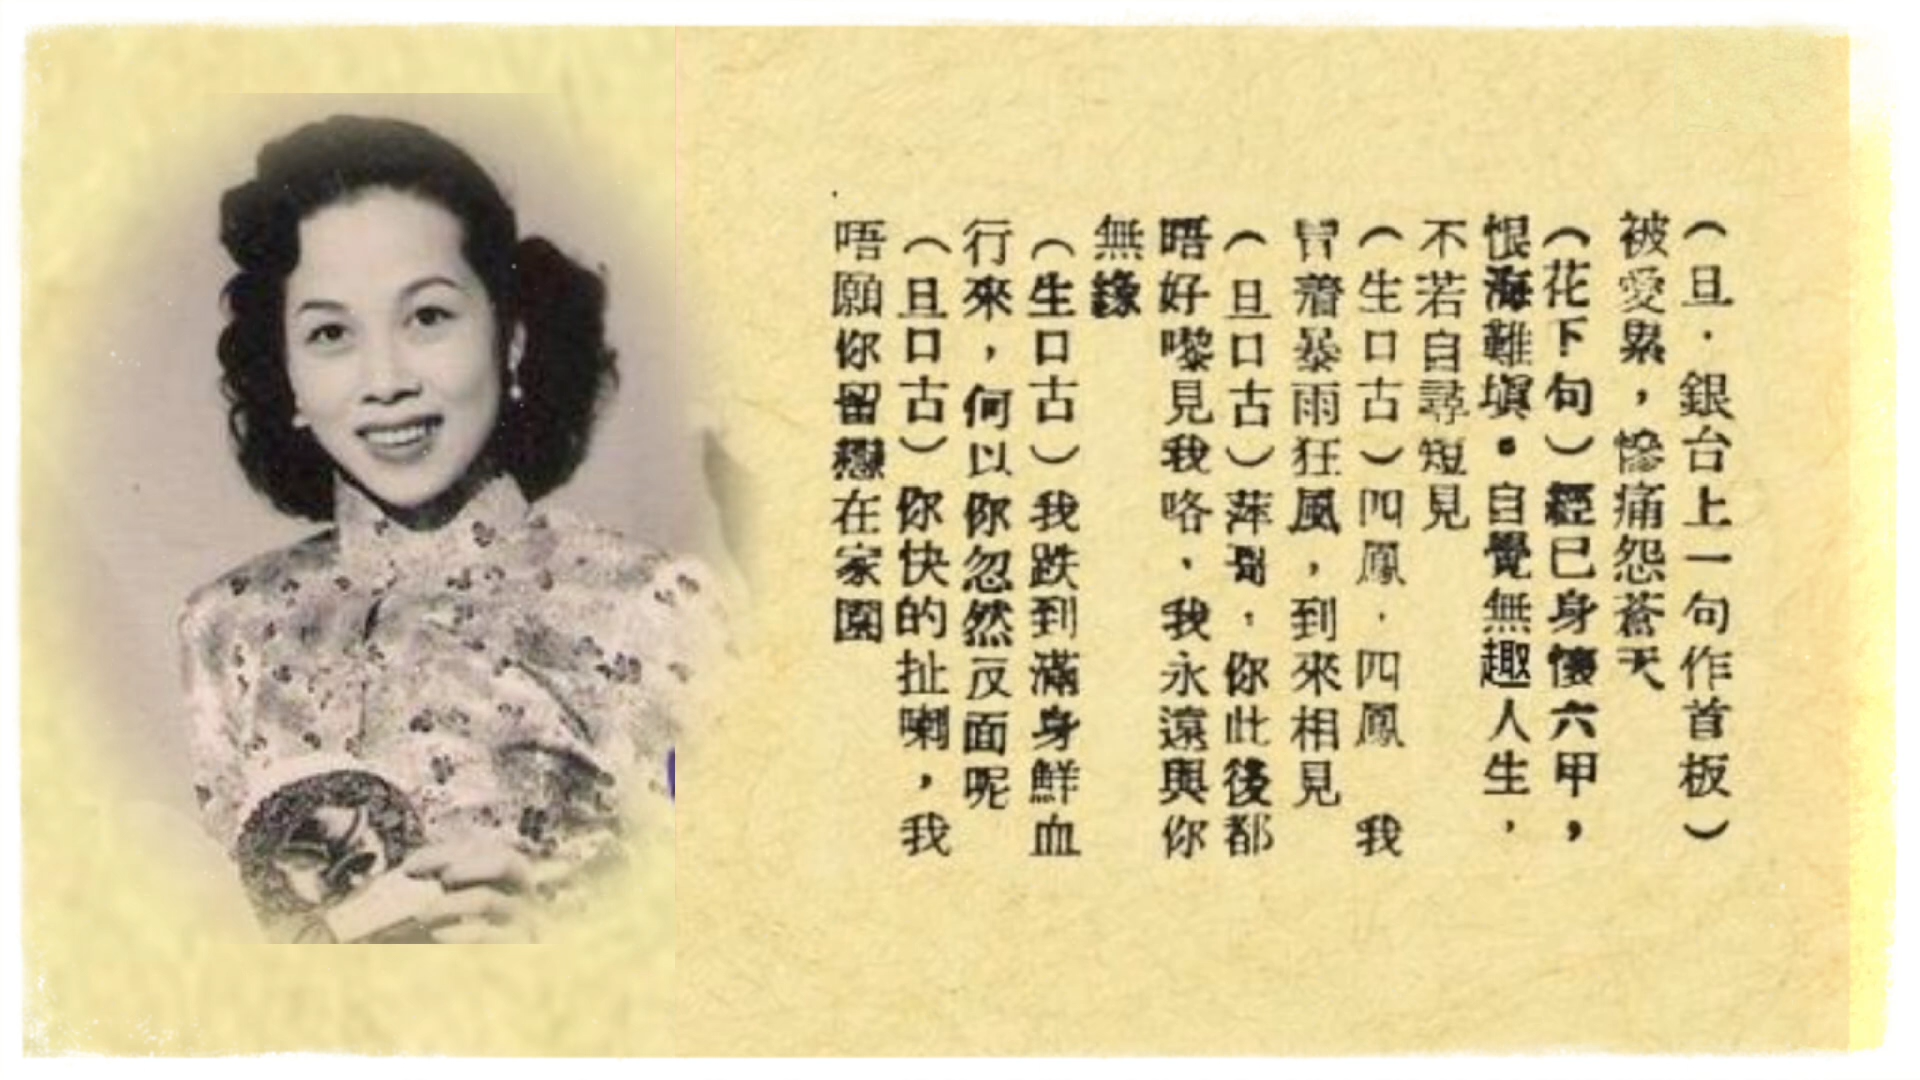 （旦．銀台上一句作首板）
被愛累，慘痛怨蒼天
（花下句）經已身懷六甲，
恨海難塡。自覺無趣人生，
不若自尋短見
（生口古）四鳳．四鳳　我
冒着暴雨狂風，到來相見
（旦口古）萍哥．你此後都
唔好嚟見我咯．我永遠與你
無緣
（生口古）我跌到滿身鮮血
行來，何以你忽然反面呢
（旦口古）你快的扯喇，我
唔願你留戀在家園